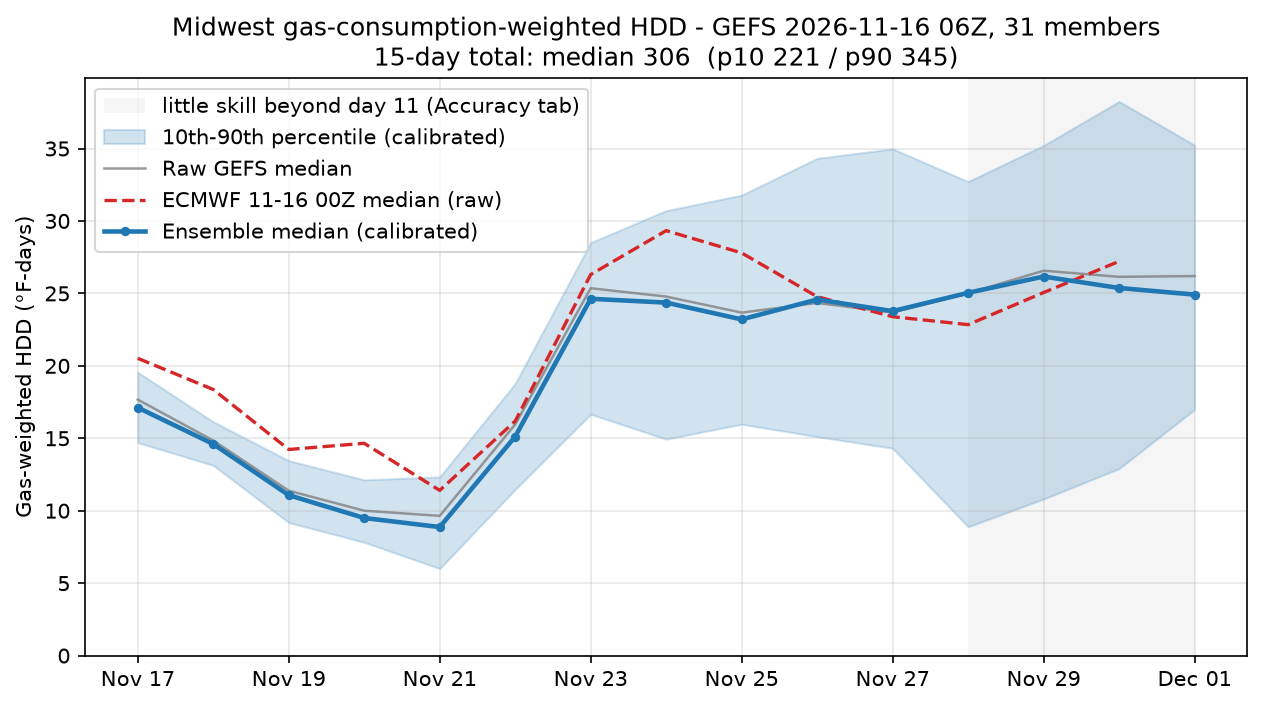 Midwest gas-consumption-weighted HDD - GEFS 2026-11-16 06Z, 31 members
15-day total: median 306  (p10 221 / p90 345)
little skill beyond day 11 (Accuracy tab)
10th-90th percentile (calibrated)
Raw GEFS median
ECMWF 11-16 00Z median (raw)
Ensemble median (calibrated)
Gas-weighted HDD (°F-days)
35
30
25
20
15
10
5
0
Nov 17
Nov 19
Nov 21
Nov 23
Nov 25
Nov 27
Nov 29
Dec 01